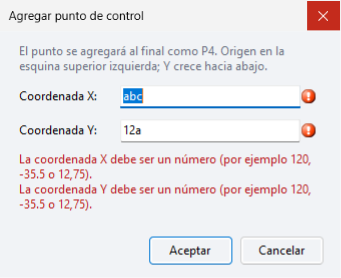 Agregar punto de control
El punto se agregará al final como P4. Origen en la
esquina superior izquierda; Y crece hacia abajo.
Coordenada X: abc
Coordenada Y: 12a
La coordenada X debe ser un número (por ejemplo 120,
-35.5 o 12,75).
La coordenada Y debe ser un número (por ejemplo 120,
-35.5 o 12,75).
Aceptar Cancelar